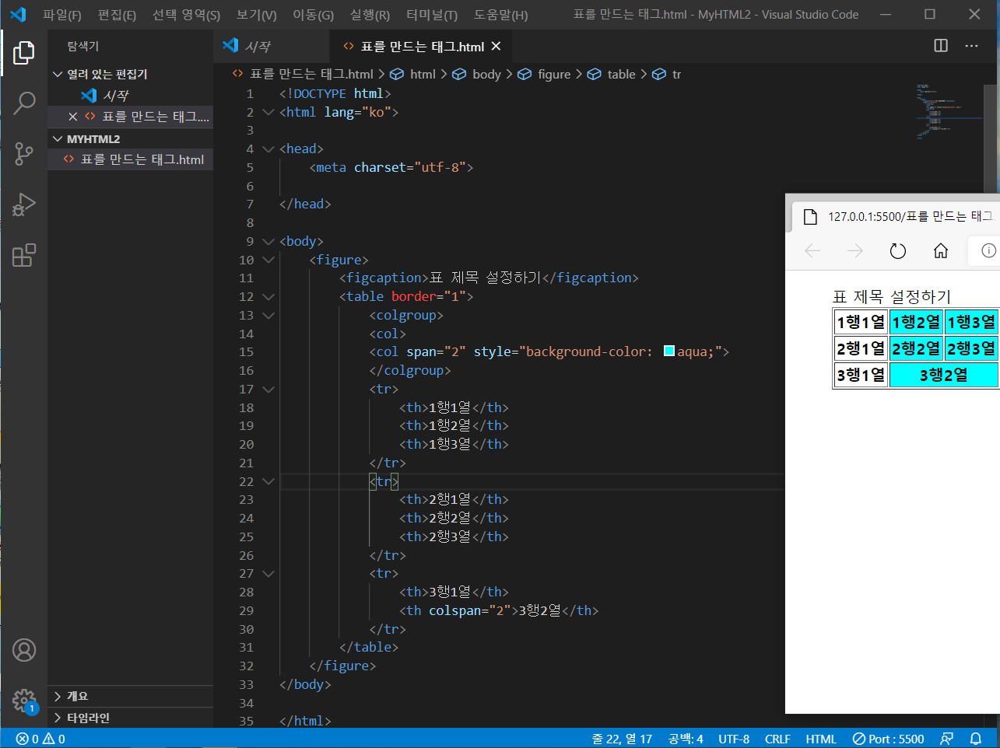 파일(F) 편집(E) 선택 영역(S) 보기(V) 이동(G) 실행(R) 터미널(T) 도움말(H) 표를 만드는 태그.html - MyHTML2 - Visual Studio Code
탐색기
열려 있는 편집기
시작
표를 만드는 태그....
MYHTML2
표를 만드는 태그.html
개요
타임라인
1
시작
표를 만드는 태그.html
표를 만드는 태그.html > html > body > figure > table > tr
1 <!DOCTYPE html>
2 <html lang="ko">
3
4 <head>
5 <meta charset="utf-8">
6
7 </head>
8
9 <body>
10 <figure>
11 <figcaption>표 제목 설정하기</figcaption>
12 <table border="1">
13 <colgroup>
14 <col>
15 <col span="2" style="background-color: aqua;">
16 </colgroup>
17 <tr>
18 <th>1행1열</th>
19 <th>1행2열</th>
20 <th>1행3열</th>
21 </tr>
22 <tr>
23 <th>2행1열</th>
24 <th>2행2열</th>
25 <th>2행3열</th>
26 </tr>
27 <tr>
28 <th>3행1열</th>
29 <th colspan="2">3행2열</th>
30 </tr>
31 </table>
32 </figure>
33 </body>
34
35 </html>
127.0.0.1:5500/표를 만드는 태그
표 제목 설정하기
1행1열 1행2열 1행3열
2행1열 2행2열 2행3열
3행1열 3행2열
0 0 줄 22, 열 17 공백: 4 UTF-8 CRLF HTML Port : 5500